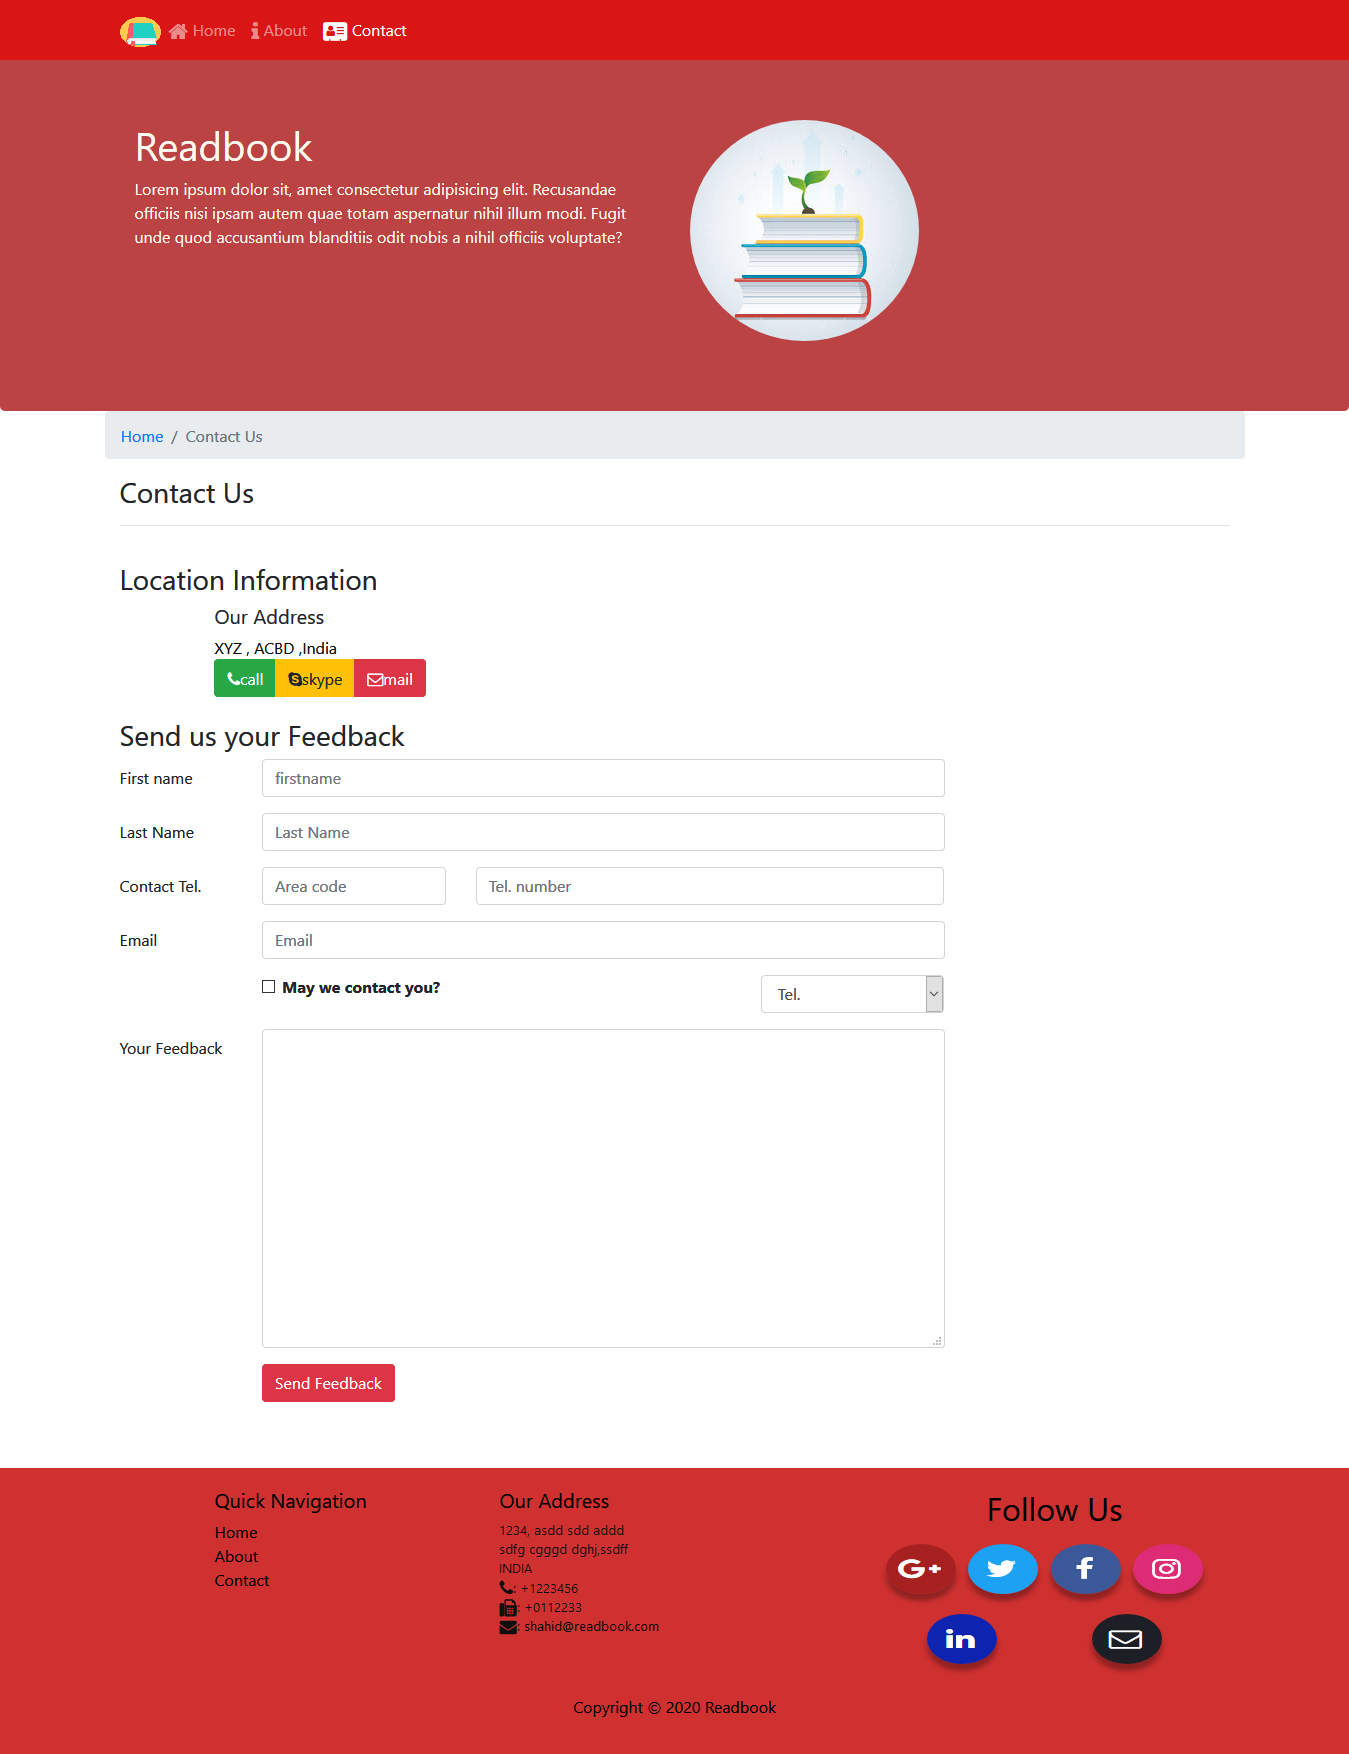 Home About Contact
Readbook
Lorem ipsum dolor sit, amet consectetur adipisicing elit. Recusandae
officiis nisi ipsam autem quae totam aspernatur nihil illum modi. Fugit
unde quod accusantium blanditiis odit nobis a nihil officiis voluptate?
Home / Contact Us
Contact Us
Location Information
Our Address
XYZ , ACBD ,India
call skype mail
Send us your Feedback
First name firstname
Last Name Last Name
Contact Tel. Area code Tel. number
Email Email
May we contact you? Tel.
Your Feedback
Send Feedback
Quick Navigation
Home
About
Contact
Our Address
1234, asdd sdd addd
sdfg cgggd dghj,ssdff
INDIA
: +1223456
: +0112233
: shahid@readbook.com
Follow Us
G+ f in
Copyright © 2020 Readbook